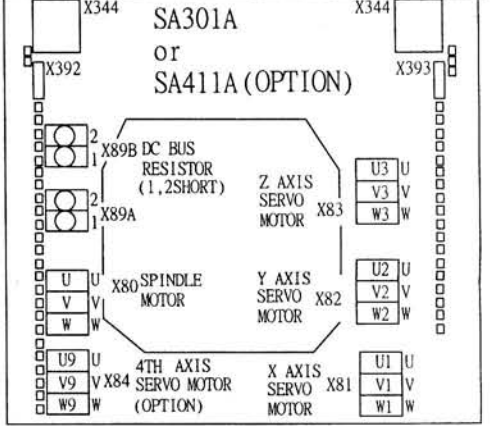 X344
X344
SA301A
or
SA411A(OPTION)
X392
X393
2
1
X89B
DC BUS
RESISTOR
(1,2SHORT)
2
1
X89A
Z AXIS
SERVO
MOTOR
X83
U3 U
V3 V
W3 W
U U
V V
W W
X80
SPINDLE
MOTOR
Y AXIS
SERVO
MOTOR
X82
U2 U
V2 V
W2 W
U9 U
V9 V
W9 W
X84
4TH AXIS
SERVO MOTOR
(OPTION)
X AXIS
SERVO
MOTOR
X81
U1 U
V1 V
W1 W